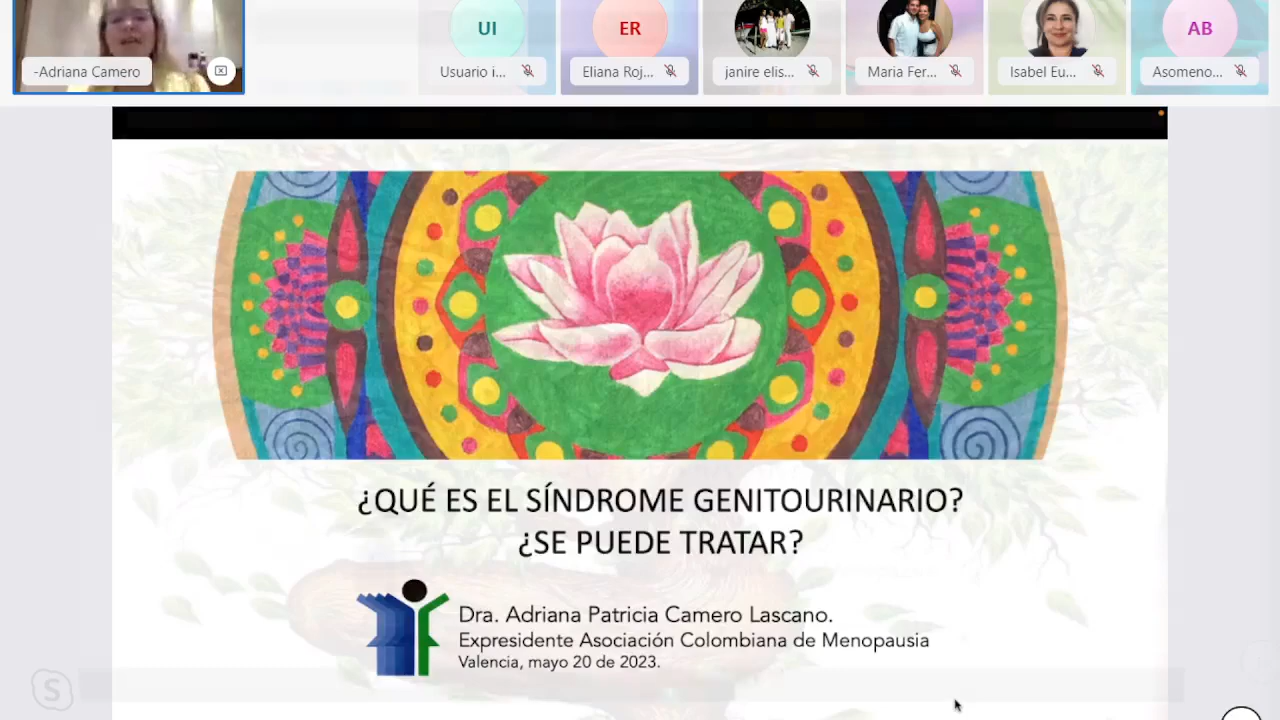 -Adriana Camero
UI
Usuario i...
ER
Eliana Roj...
janire elis...
Maria Fer...
Isabel Eu...
AB
Asomeno...
¿QUÉ ES EL SÍNDROME GENITOURINARIO?
¿SE PUEDE TRATAR?
Dra. Adriana Patricia Camero Lascano.
Expresidente Asociación Colombiana de Menopausia
Valencia, mayo 20 de 2023.
S